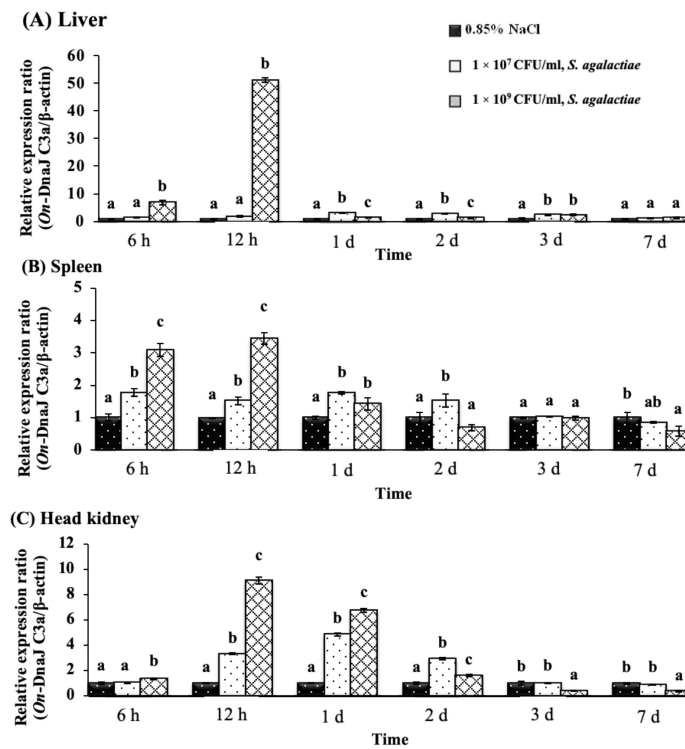 (A) Liver
0.85% NaCl
1 × 10⁷ CFU/ml, S. agalactiae
1 × 10⁹ CFU/ml, S. agalactiae
Relative expression ratio
((On-DnaJ C3a/β-actin)
60
50
40
30
20
10
0
a a b
a a b
a b c
a b c
a b b
a a a
6 h 12 h 1 d 2 d 3 d 7 d
Time
(B) Spleen
Relative expression ratio
(On-DnaJ C3a/β-actin)
5
4
3
2
1
0
a b c
a b c
a b b
a b a
a a a
b ab a
6 h 12 h 1 d 2 d 3 d 7 d
Time
(C) Head kidney
Relative expression ratio
(On-DnaJ C3a/β-actin)
12
10
8
6
4
2
0
a a b
a b c
a b c
a b c
b b a
b b a
6 h 12 h 1 d 2 d 3 d 7 d
Time